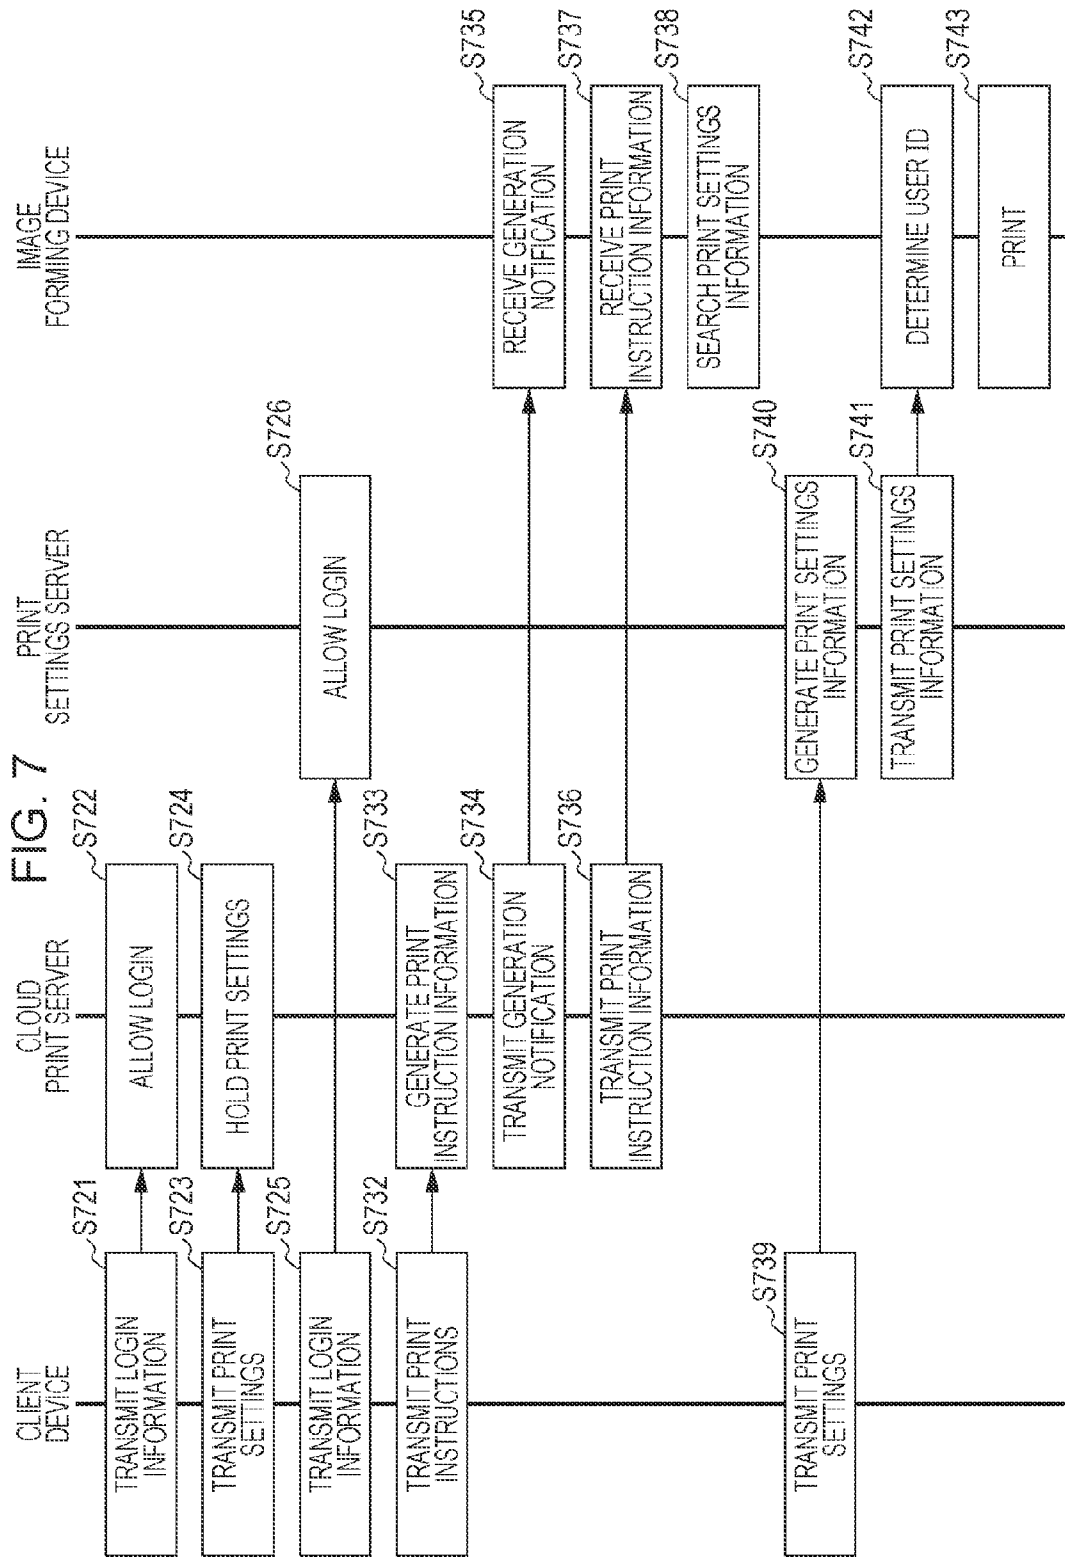 FIG. 7
CLIENT
DEVICE
CLOUD
PRINT SERVER
PRINT
SETTINGS SERVER
IMAGE
FORMING DEVICE
S721
TRANSMIT LOGIN
INFORMATION
S722
ALLOW LOGIN
S723
TRANSMIT PRINT
SETTINGS
S724
HOLD PRINT SETTINGS
S725
TRANSMIT LOGIN
INFORMATION
S726
ALLOW LOGIN
S732
TRANSMIT PRINT
INSTRUCTIONS
S733
GENERATE PRINT
INSTRUCTION INFORMATION
S734
TRANSMIT GENERATION
NOTIFICATION
S735
RECEIVE GENERATION
NOTIFICATION
S736
TRANSMIT PRINT
INSTRUCTION INFORMATION
S737
RECEIVE PRINT
INSTRUCTION INFORMATION
S738
SEARCH PRINT SETTINGS
INFORMATION
S739
TRANSMIT PRINT
SETTINGS
S740
GENERATE PRINT SETTINGS
INFORMATION
S741
TRANSMIT PRINT SETTINGS
INFORMATION
S742
DETERMINE USER ID
S743
PRINT